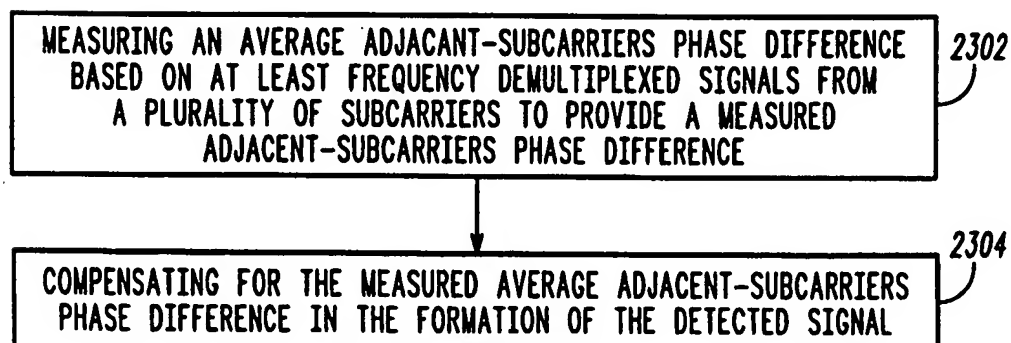 MEASURING AN AVERAGE ADJACANT-SUBCARRIERS PHASE DIFFERENCE
BASED ON AT LEAST FREQUENCY DEMULTIPLEXED SIGNALS FROM
A PLURALITY OF SUBCARRIERS TO PROVIDE A MEASURED
ADJACENT-SUBCARRIERS PHASE DIFFERENCE
2302
2304
COMPENSATING FOR THE MEASURED AVERAGE ADJACENT-SUBCARRIERS
PHASE DIFFERENCE IN THE FORMATION OF THE DETECTED SIGNAL